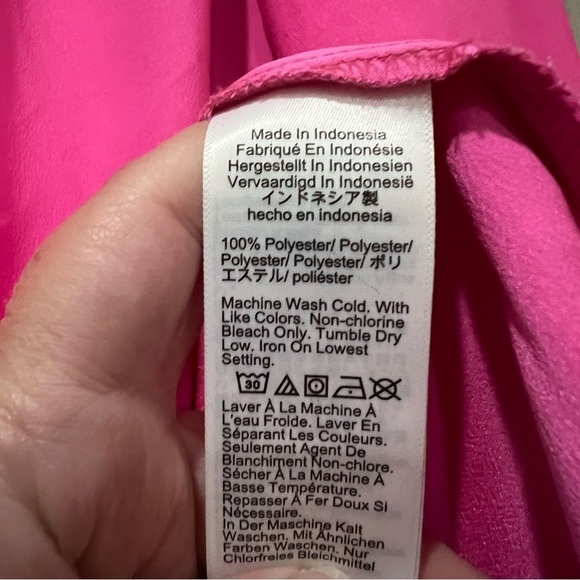 Made In Indonesia
Fabriqué En Indonésie
Hergestellt In Indonesien
Vervaardigd In Indonesië
インドネシア製
hecho en indonesia
100% Polyester/ Polyester/
Polyester/ Polyester/ ポリ
エステル/ poliéster
Machine Wash Cold. With
Like Colors. Non-chlorine
Bleach Only. Tumble Dry
Low. Iron On Lowest
Setting.
30
Laver À La Machine À
L'eau Froide. Laver En
Séparant Les Couleurs.
Seulement Agent De
Blanchiment Non-chlore.
Sécher À La Machine À
Basse Température.
Repasser À Fer Doux Si
Nécessaire.
In Der Maschine Kalt
Waschen, Mit Ähnlichen
Farben Waschen. Nur
Chlorfreies Bleichmittel